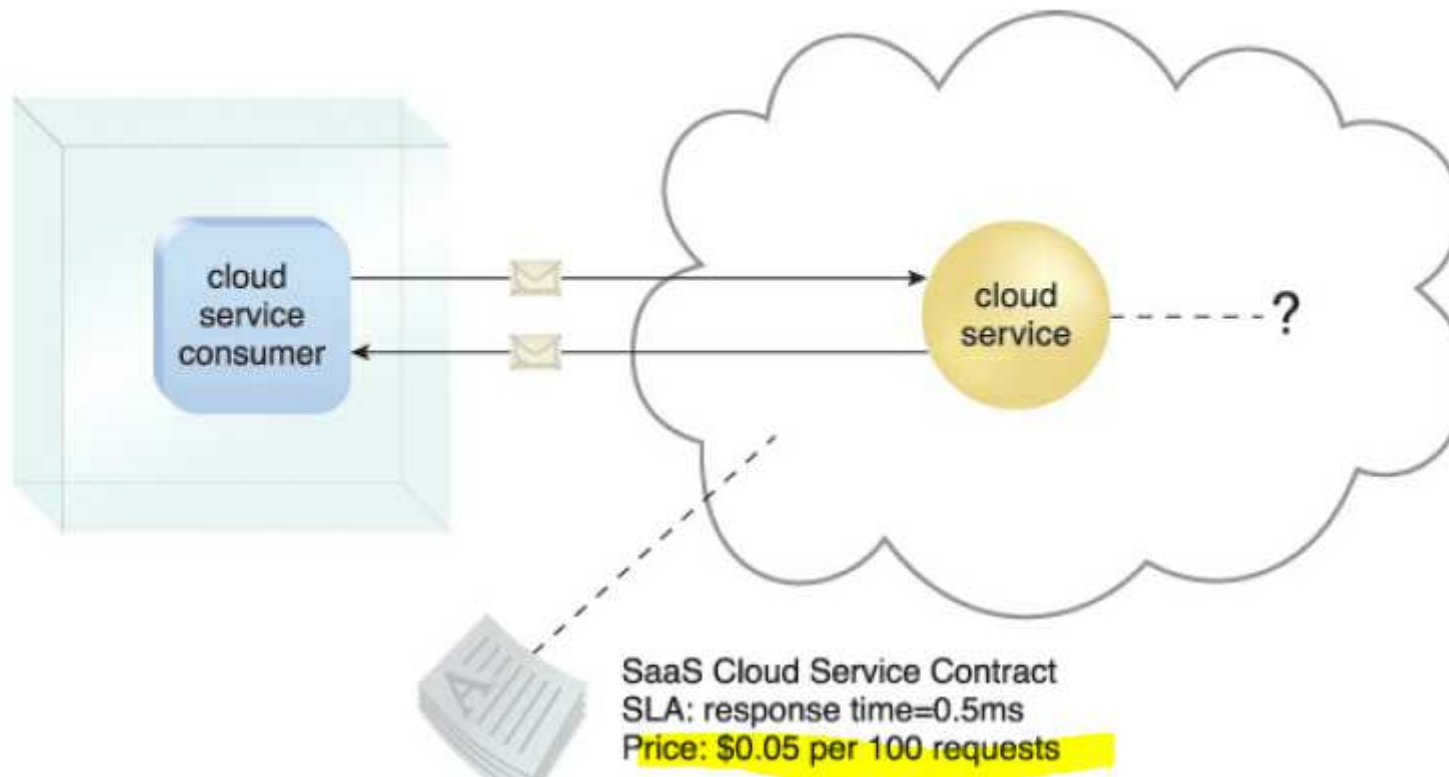 cloud
service
consumer
cloud
service
?
A
SaaS Cloud Service Contract
SLA: response time=0.5ms
Price: $0.05 per 100 requests